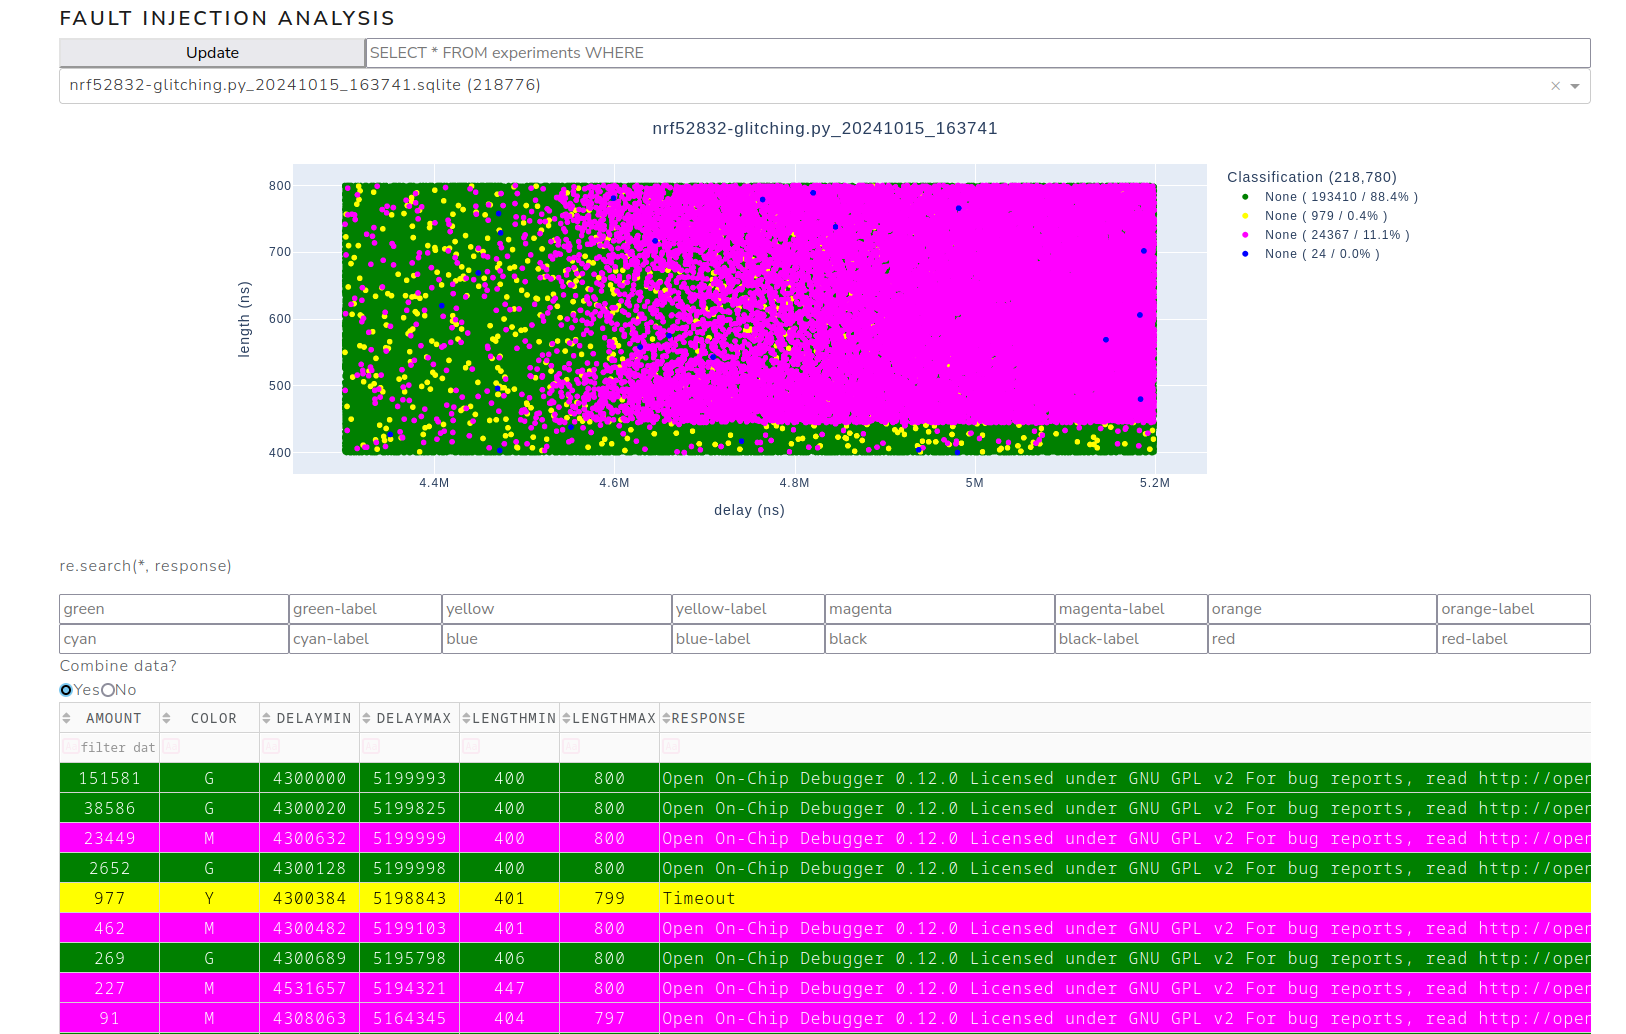 FAULT INJECTION ANALYSIS
Update SELECT * FROM experiments WHERE
nrf52832-glitching.py_20241015_163741.sqlite (218776) ×
nrf52832-glitching.py_20241015_163741
Classification (218,780)
None ( 193410 / 88.4% )
None ( 979 / 0.4% )
None ( 24367 / 11.1% )
None ( 24 / 0.0% )
length (ns)
800
700
600
500
400
4.4M 4.6M 4.8M 5M 5.2M
delay (ns)
re.search(*, response)
green green-label yellow yellow-label magenta magenta-label orange orange-label
cyan cyan-label blue blue-label black black-label red red-label
Combine data?
Yes No
AMOUNT COLOR DELAYMIN DELAYMAX LENGTHMIN LENGTHMAX RESPONSE
filter dat
151581 G 4300000 5199993 400 800 Open On-Chip Debugger 0.12.0 Licensed under GNU GPL v2 For bug reports, read http://oper
38586 G 4300020 5199825 400 800 Open On-Chip Debugger 0.12.0 Licensed under GNU GPL v2 For bug reports, read http://oper
23449 M 4300632 5199999 400 800 Open On-Chip Debugger 0.12.0 Licensed under GNU GPL v2 For bug reports, read http://oper
2652 G 4300128 5199998 400 800 Open On-Chip Debugger 0.12.0 Licensed under GNU GPL v2 For bug reports, read http://oper
977 Y 4300384 5198843 401 799 Timeout
462 M 4300482 5199103 401 800 Open On-Chip Debugger 0.12.0 Licensed under GNU GPL v2 For bug reports, read http://oper
269 G 4300689 5195798 406 800 Open On-Chip Debugger 0.12.0 Licensed under GNU GPL v2 For bug reports, read http://oper
227 M 4531657 5194321 447 800 Open On-Chip Debugger 0.12.0 Licensed under GNU GPL v2 For bug reports, read http://oper
91 M 4308063 5164345 404 797 Open On-Chip Debugger 0.12.0 Licensed under GNU GPL v2 For bug reports, read http://oper